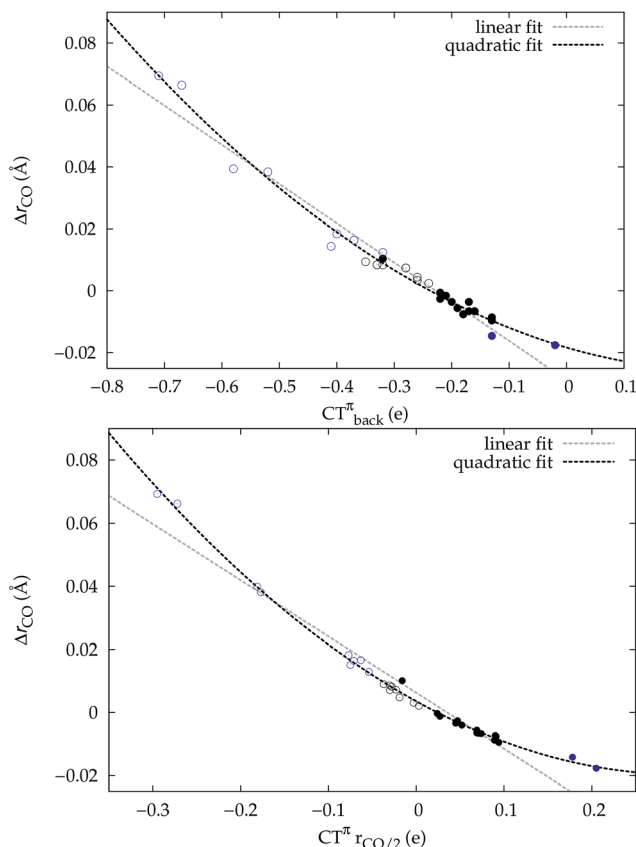 linear fit
quadratic fit
0.08
0.06
0.04
0.02
0
−0.02
ΔrCO (Å)
−0.8 −0.7 −0.6 −0.5 −0.4 −0.3 −0.2 −0.1 0 0.1
CTπback (e)
linear fit
quadratic fit
0.08
0.06
0.04
0.02
0
−0.02
ΔrCO (Å)
−0.3 −0.2 −0.1 0 0.1 0.2
CTπ rCO/2 (e)